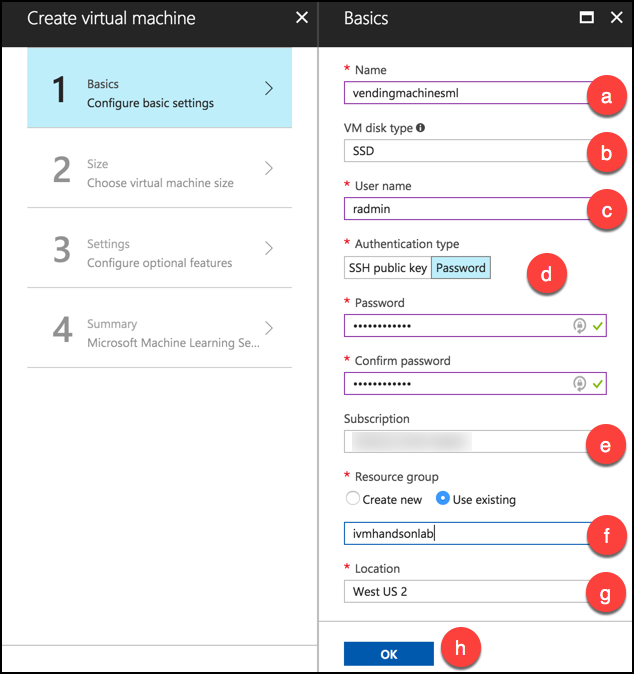 Create virtual machine
1
Basics
Configure basic settings
2
Size
Choose virtual machine size
3
Settings
Configure optional features
4
Summary
Microsoft Machine Learning Se...
Basics
* Name
vendingmachinesml
a
VM disk type
SSD
b
* User name
radmin
c
* Authentication type
SSH public key Password
d
* Password
••••••••••••
* Confirm password
••••••••••••
Subscription
e
* Resource group
Create new Use existing
ivmhandsonlab
f
* Location
West US 2
g
OK
h